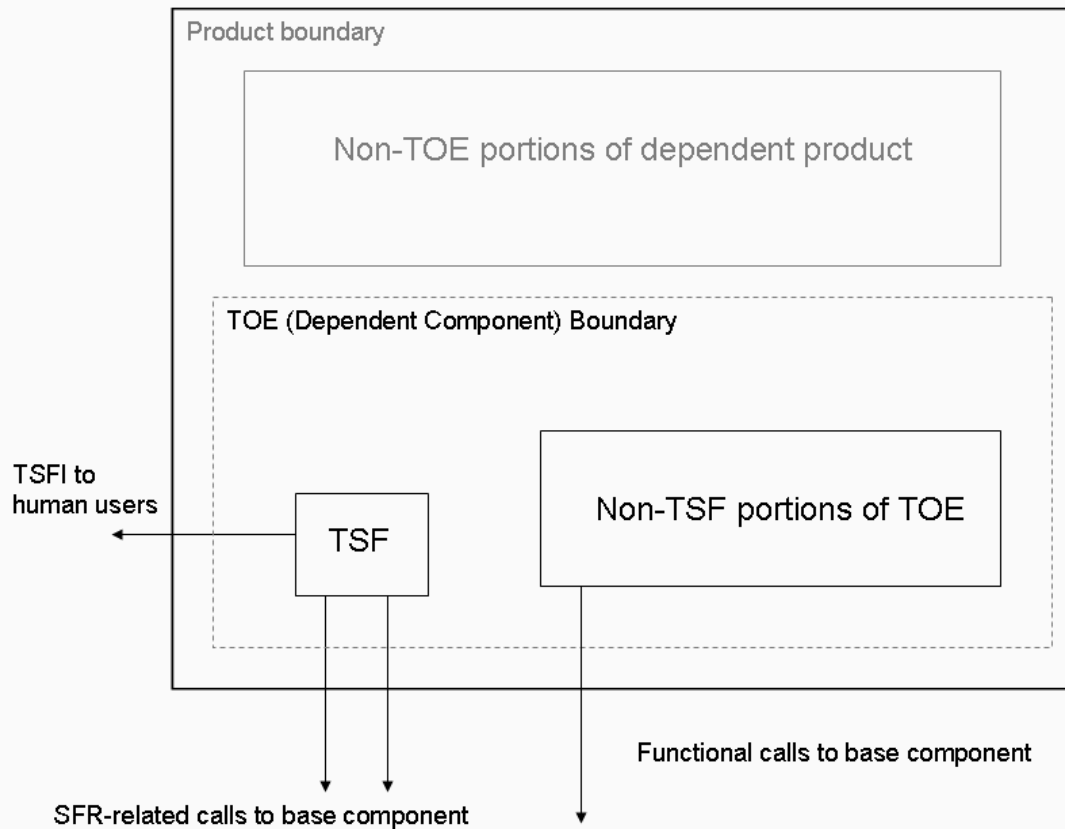 Product boundary
Non-TOE portions of dependent product
TOE (Dependent Component) Boundary
TSFI to
human users
TSF
Non-TSF portions of TOE
Functional calls to base component
SFR-related calls to base component